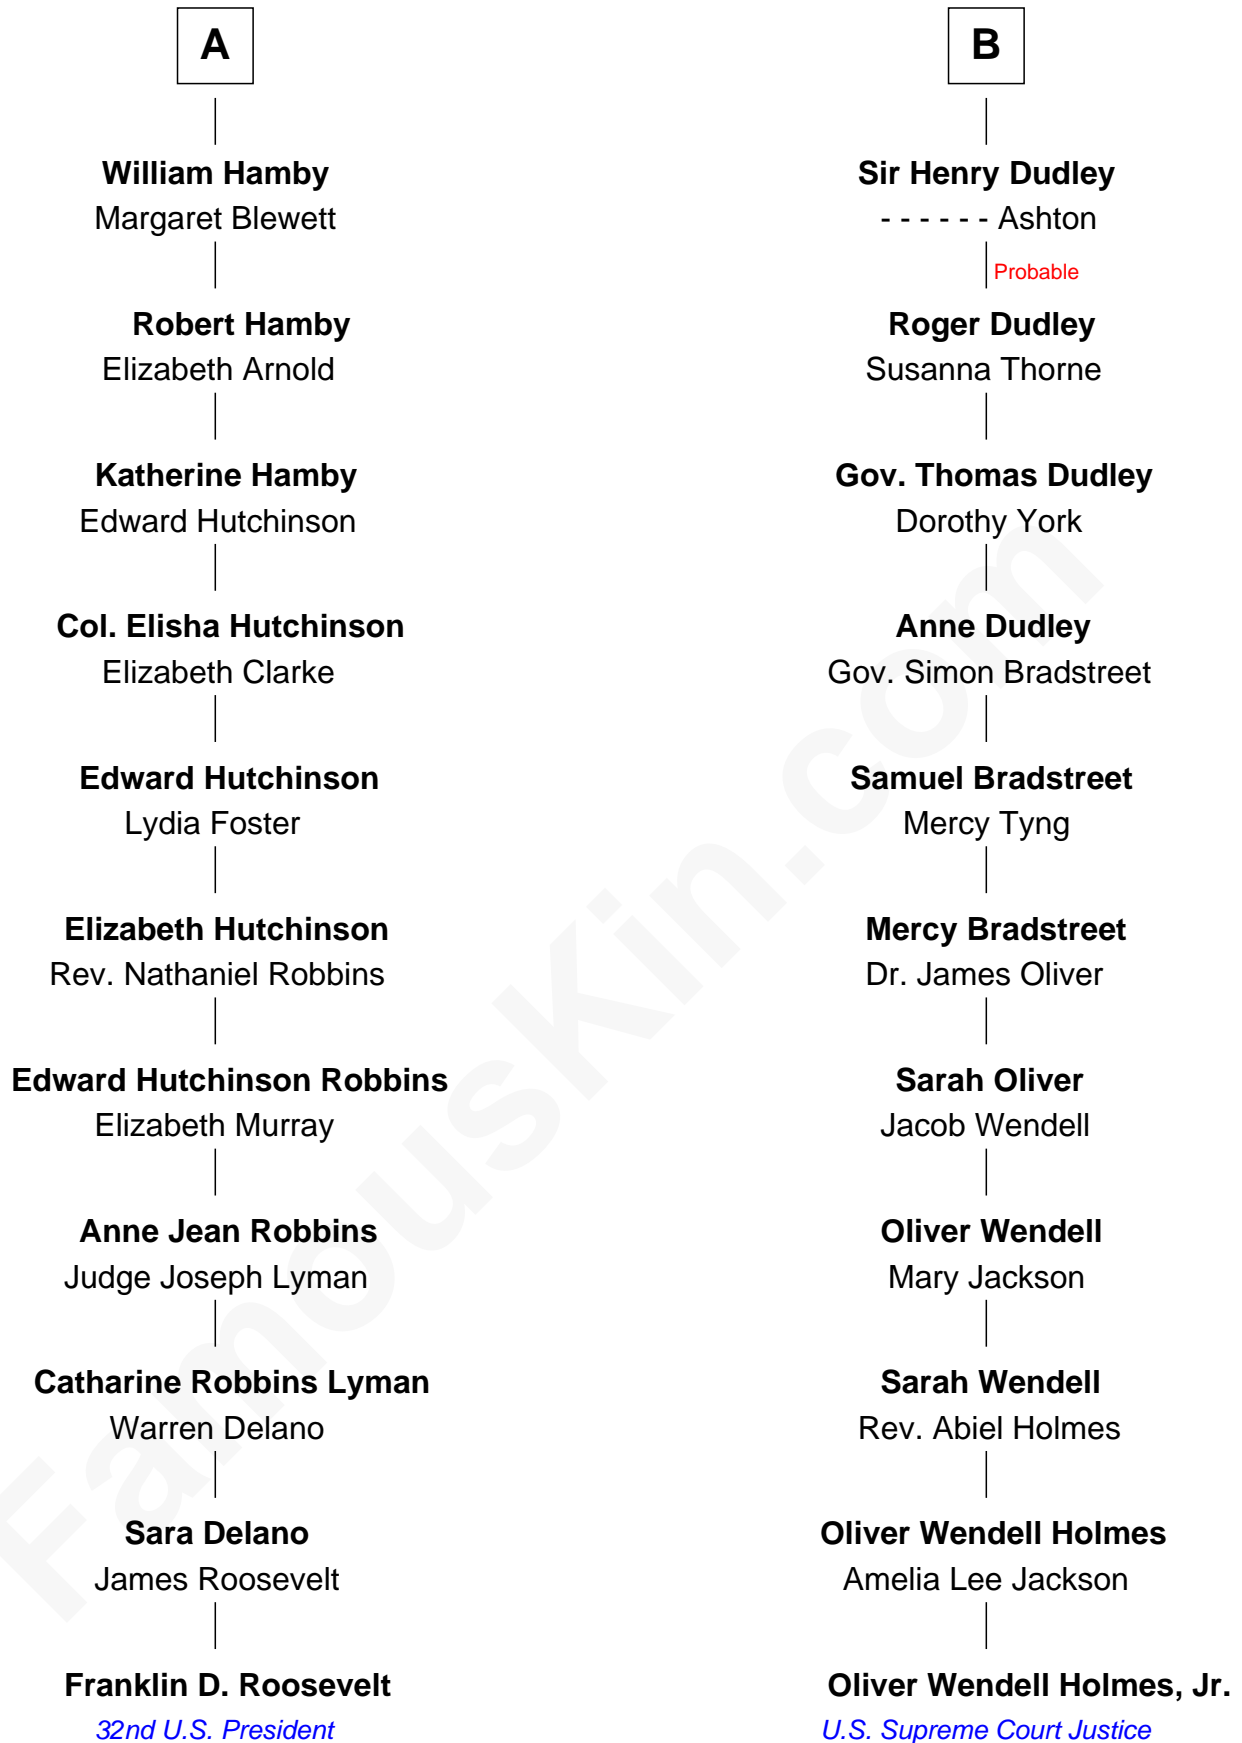 A
William Hamby
Margaret Blewett
Robert Hamby
Elizabeth Arnold
Katherine Hamby
Edward Hutchinson
Col. Elisha Hutchinson
Elizabeth Clarke
Edward Hutchinson
Lydia Foster
Elizabeth Hutchinson
Rev. Nathaniel Robbins
Edward Hutchinson Robbins
Elizabeth Murray
Anne Jean Robbins
Judge Joseph Lyman
Catharine Robbins Lyman
Warren Delano
Sara Delano
James Roosevelt
Franklin D. Roosevelt
32nd U.S. President
B
Sir Henry Dudley
- - - - - - Ashton
Probable
Roger Dudley
Susanna Thorne
Gov. Thomas Dudley
Dorothy York
Anne Dudley
Gov. Simon Bradstreet
Samuel Bradstreet
Mercy Tyng
Mercy Bradstreet
Dr. James Oliver
Sarah Oliver
Jacob Wendell
Oliver Wendell
Mary Jackson
Sarah Wendell
Rev. Abiel Holmes
Oliver Wendell Holmes
Amelia Lee Jackson
Oliver Wendell Holmes, Jr.
U.S. Supreme Court Justice
FamousKin.com